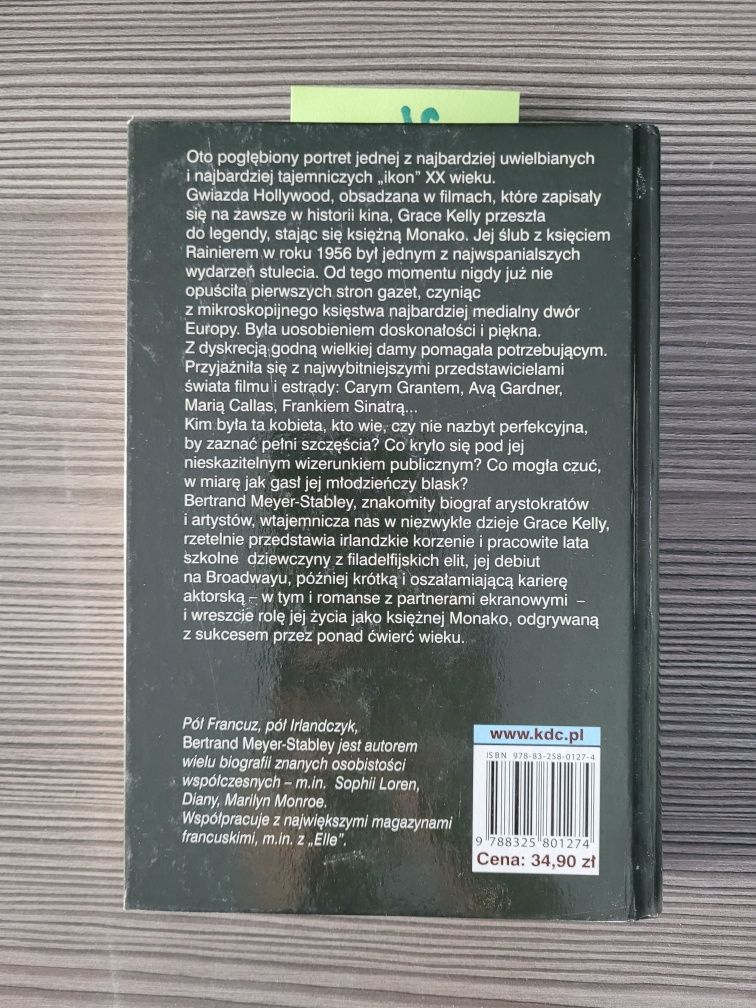 Oto pogłębiony portret jednej z najbardziej uwielbianych
i najbardziej tajemniczych „ikon” XX wieku.
Gwiazda Hollywood, obsadzana w filmach, które zapisały
się na zawsze w historii kina, Grace Kelly przeszła
do legendy, stając się księżną Monako. Jej ślub z księciem
Rainierem w roku 1956 był jednym z najwspanialszych
wydarzeń stulecia. Od tego momentu nigdy już nie
opuściła pierwszych stron gazet, czyniąc
z mikroskopijnego księstwa najbardziej medialny dwór
Europy. Była uosobieniem doskonałości i piękna.
Z dyskrecją godną wielkiej damy pomagała potrzebującym.
Przyjaźniła się z najwybitniejszymi przedstawicielami
świata filmu i estrady: Carym Grantem, Avą Gardner,
Marią Callas, Frankiem Sinatrą...
Kim była ta kobieta, kto wie, czy nie nazbyt perfekcyjna,
by zaznać pełni szczęścia? Co kryło się pod jej
nieskazitelnym wizerunkiem publicznym? Co mogła czuć,
w miarę jak gasł jej młodzieńczy blask?
Bertrand Meyer-Stabley, znakomity biograf arystokratów
i artystów, wtajemnicza nas w niezwykłe dzieje Grace Kelly,
rzetelnie przedstawia irlandzkie korzenie i pracowite lata
szkolne dziewczyny z filadelfijskich elit, jej debiut
na Broadwayu, później krótką i oszałamiającą karierę
aktorską – w tym i romanse z partnerami ekranowymi –
i wreszcie rolę jej życia jako księżnej Monako, odgrywaną
z sukcesem przez ponad ćwierć wieku.
Pół Francuz, pół Irlandczyk,
Bertrand Meyer-Stabley jest autorem
wielu biografii znanych osobistości
współczesnych – m.in. Sophii Loren,
Diany, Marilyn Monroe.
Współpracuje z największymi magazynami
francuskimi, m.in. z „Elle”.
www.kdc.pl
ISBN 978-83-258-0127-4
9 788325 801274
Cena: 34,90 zł